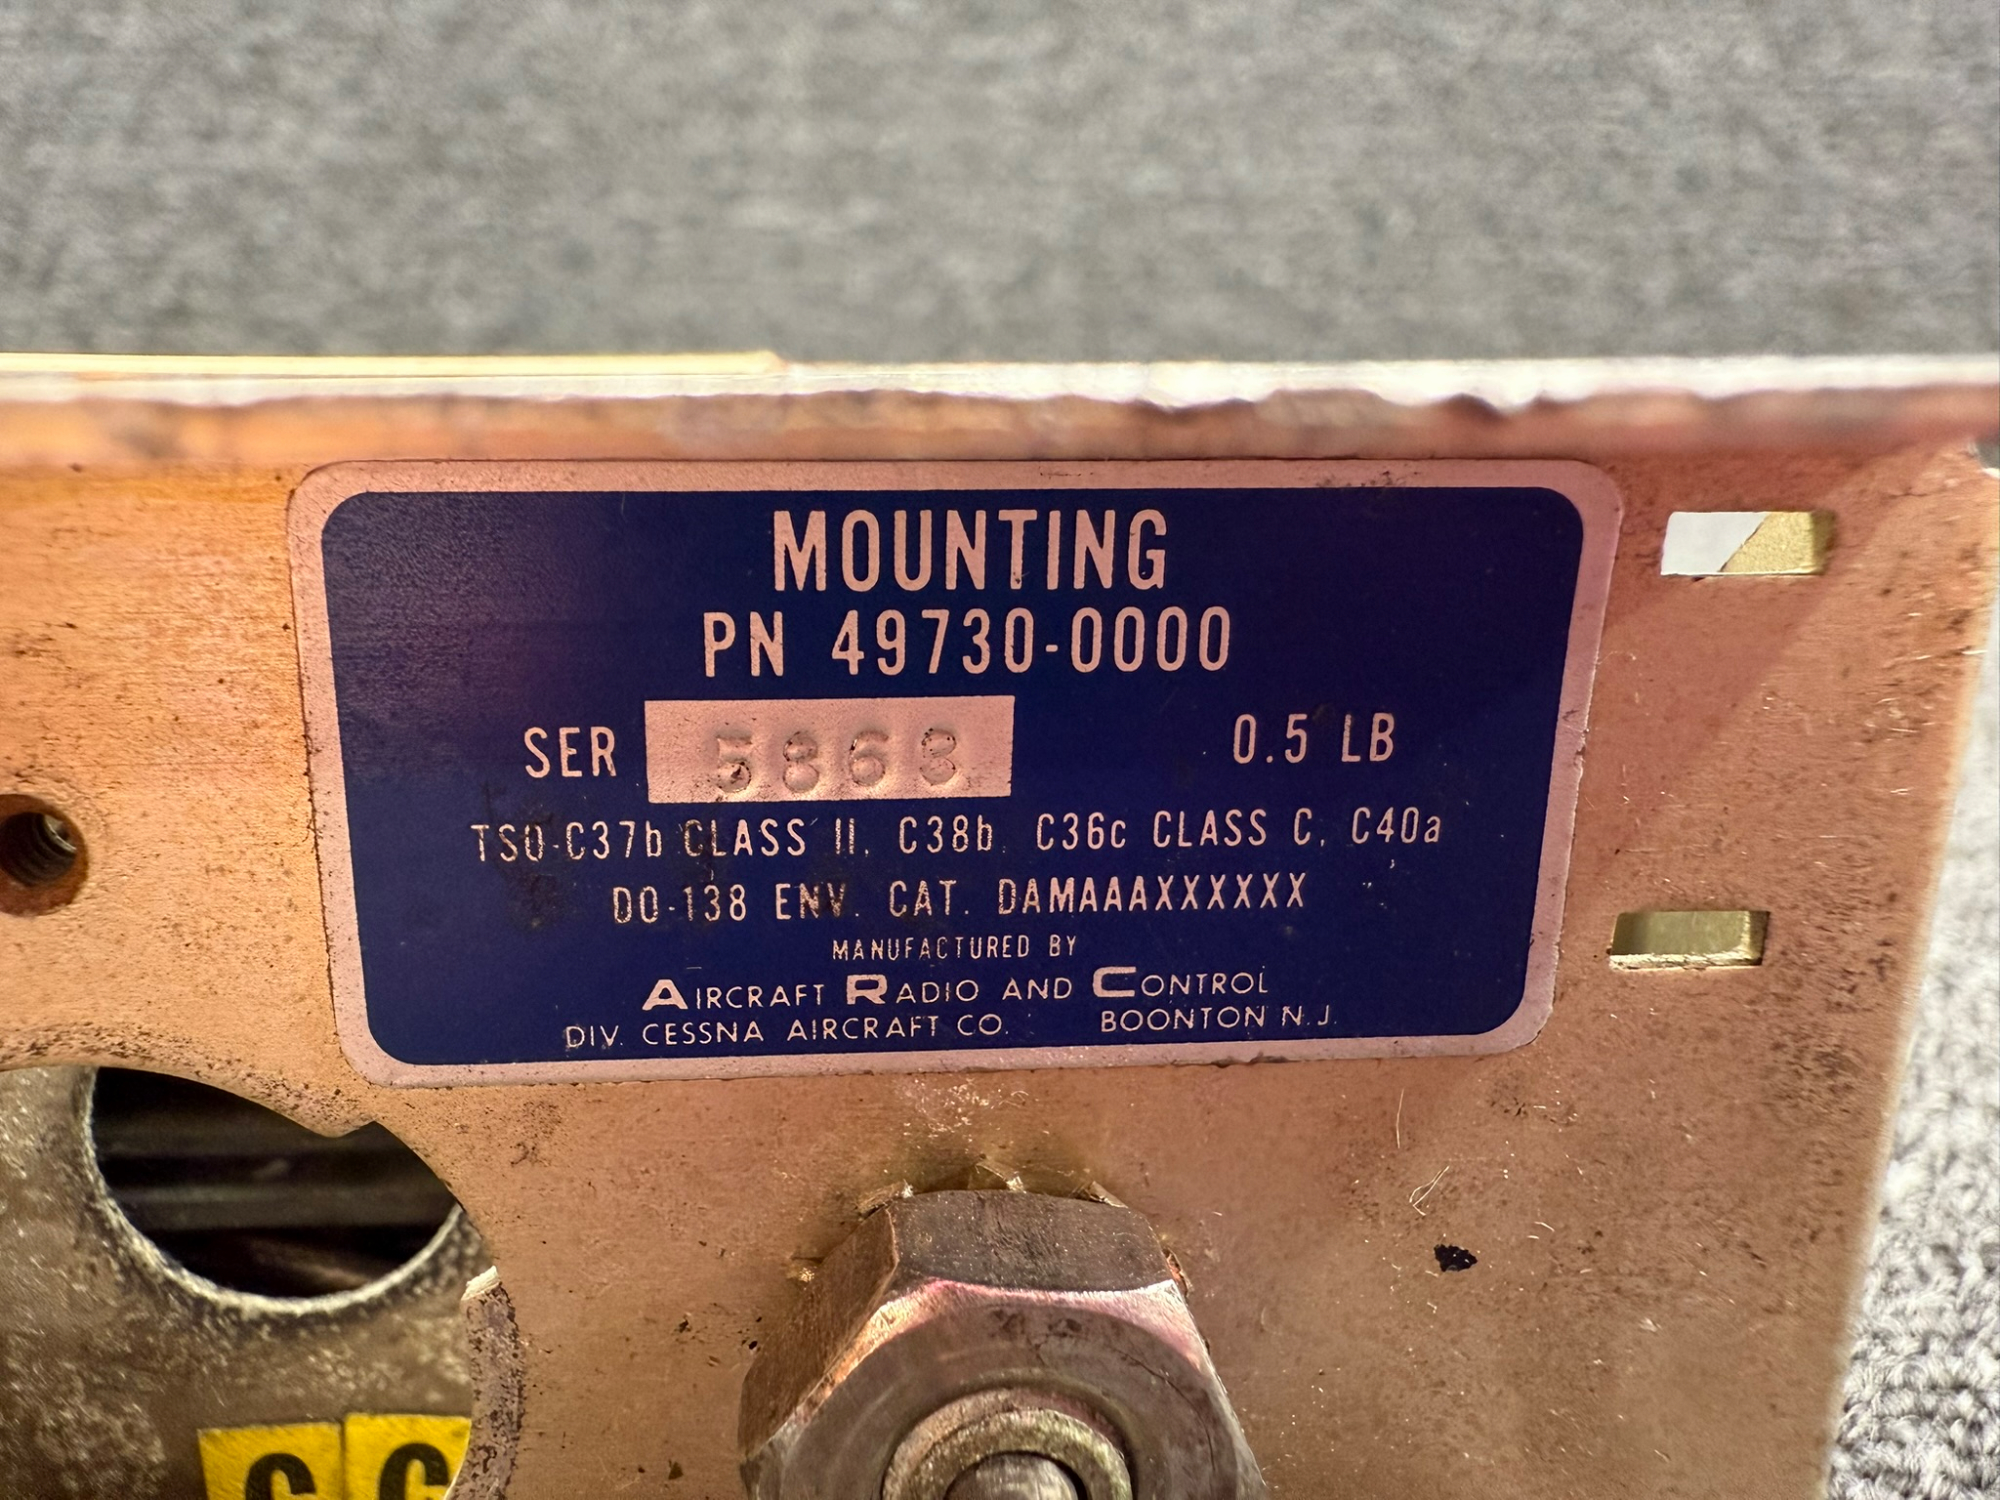 MOUNTING
PN 49730-0000
SER 5863 0.5 LB
TSO-C37b CLASS II, C38b, C36c CLASS C, C40a
DO-138 ENV. CAT. DAMAAAXXXXXX
MANUFACTURED BY
AIRCRAFT RADIO AND CONTROL
DIV. CESSNA AIRCRAFT CO. BOONTON N.J.